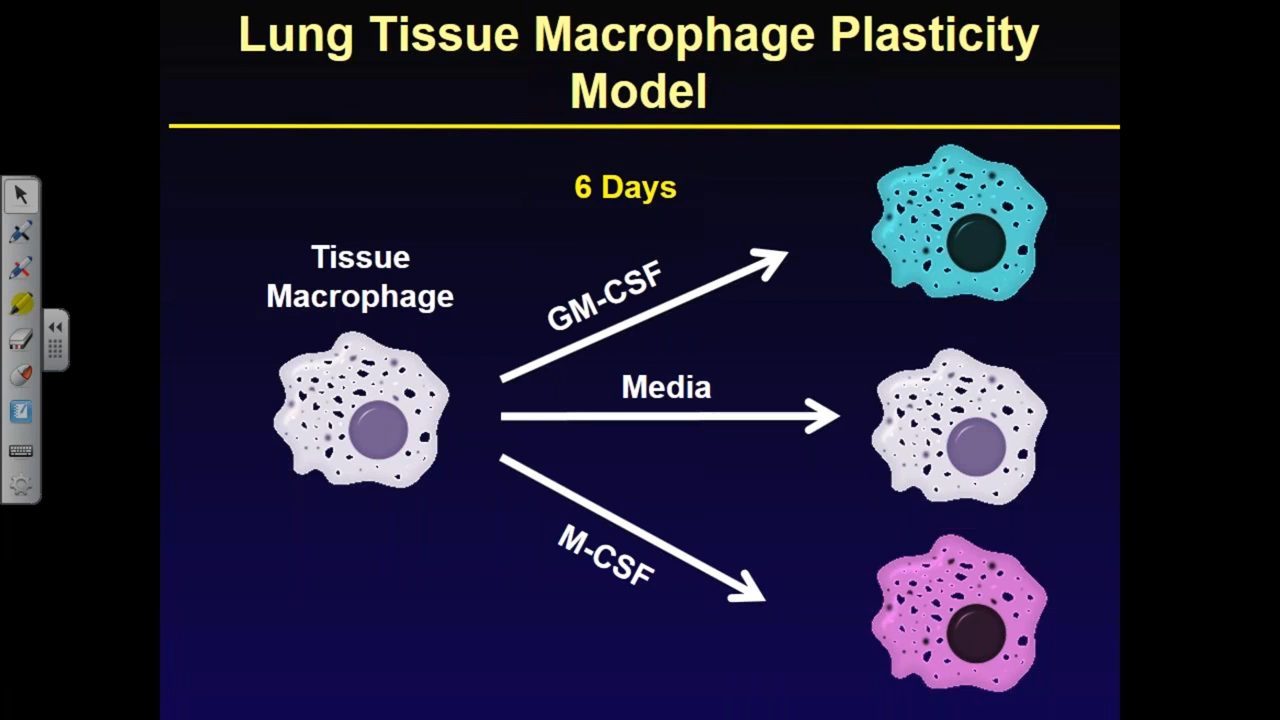 Lung Tissue Macrophage Plasticity
Model
6 Days
Tissue
Macrophage
GM-CSF
Media
M-CSF